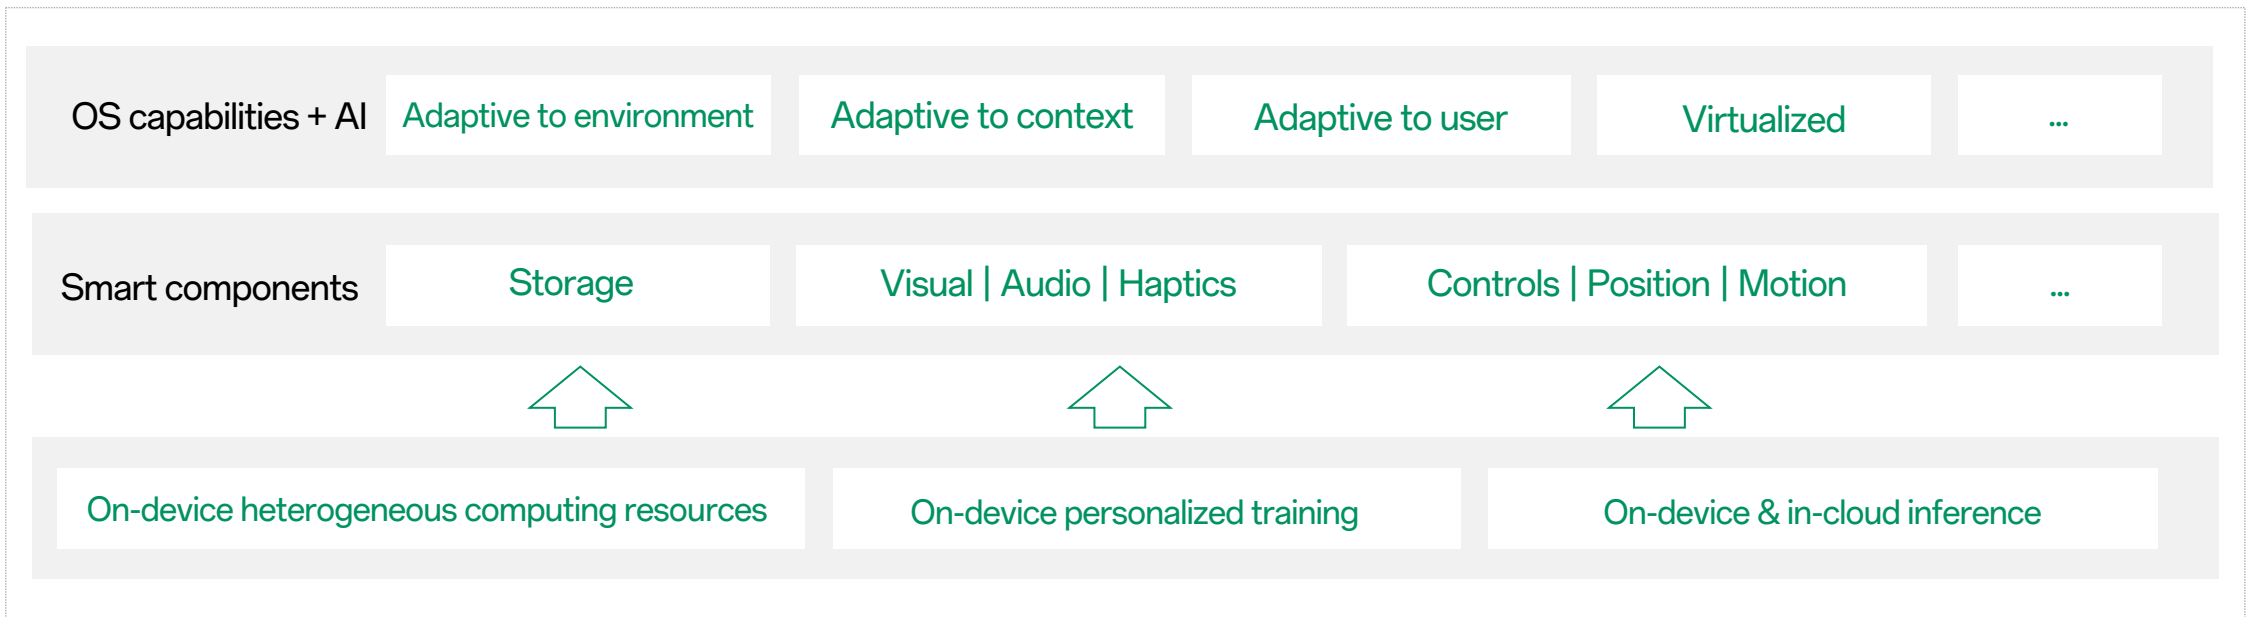 OS capabilities + AI
Adaptive to environment
Adaptive to context
Adaptive to user
Virtualized
...
Smart components
Storage
Visual | Audio | Haptics
Controls | Position | Motion
...
On-device heterogeneous computing resources
On-device personalized training
On-device & in-cloud inference